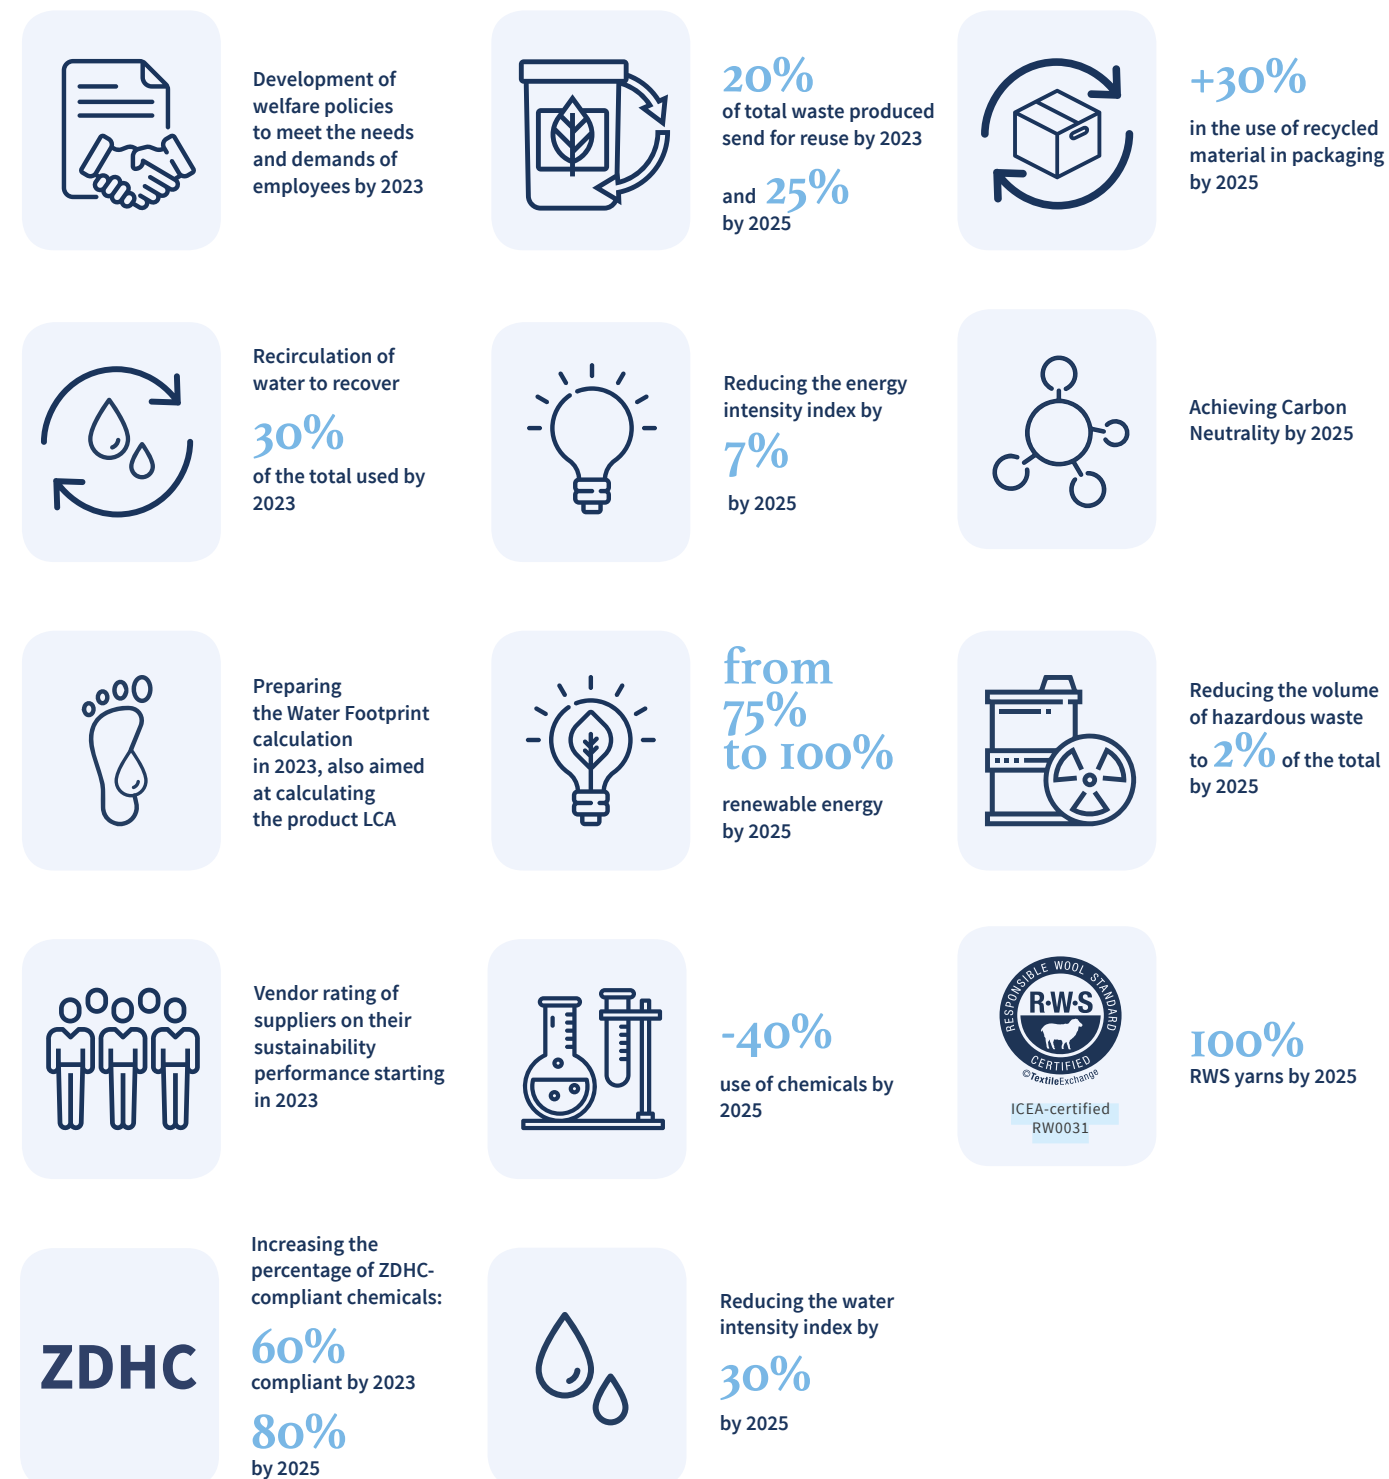 Development of
welfare policies
to meet the needs
and demands of
employees by 2023
20%
of total waste produced
send for reuse by 2023
and 25%
by 2025
+30%
in the use of recycled
material in packaging
by 2025
Recirculation of
water to recover
30%
of the total used by
2023
Reducing the energy
intensity index by
7%
by 2025
Achieving Carbon
Neutrality by 2025
Preparing
the Water Footprint
calculation
in 2023, also aimed
at calculating
the product LCA
from
75%
to 100%
renewable energy
by 2025
Reducing the volume
of hazardous waste
to 2% of the total
by 2025
Vendor rating of
suppliers on their
sustainability
performance starting
in 2023
-40%
use of chemicals by
2025
RESPONSIBLE WOOL STANDARD
R·W·S
CERTIFIED
©TextileExchange
ICEA-certified
RW0031
100%
RWS yarns by 2025
ZDHC
Increasing the
percentage of ZDHC-
compliant chemicals:
60%
compliant by 2023
80%
by 2025
Reducing the water
intensity index by
30%
by 2025